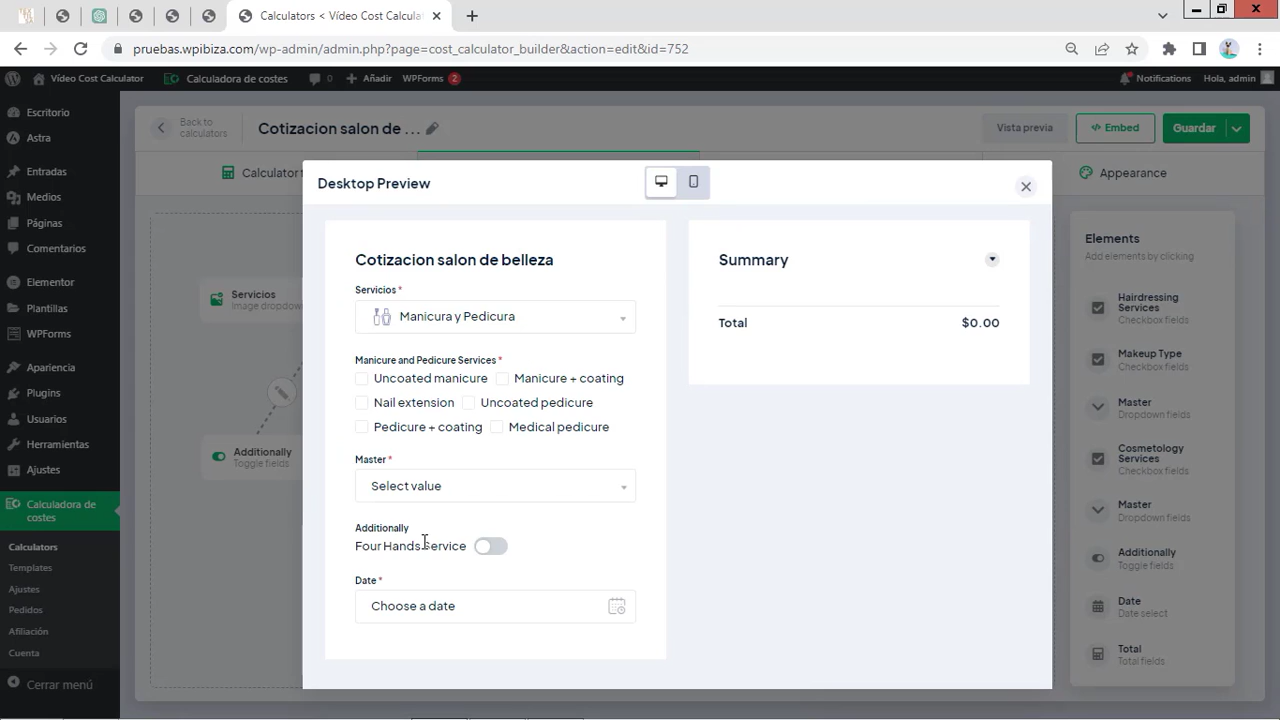 Calculators < Vídeo Cost Calcula
pruebas.wpibiza.com/wp-admin/admin.php?page=cost_calculator_builder&action=edit&id=752
Vídeo Cost Calculator
Calculadora de costes
0
Añadir
WPForms 2
Notifications
Hola, admin
Escritorio
Astra
Entradas
Medios
Páginas
Comentarios
Elementor
Plantillas
WPForms
Apariencia
Plugins
Usuarios
Herramientas
Ajustes
Calculadora de
costes
Calculators
Templates
Ajustes
Pedidos
Afiliación
Cuenta
Cerrar menú
Back to
calculators
Cotizacion salon de ...
Vista previa
</> Embed
Guardar
Calculator
Appearance
Servicios
Image dropdow
Additionally
Toggle fields
Desktop Preview
Cotizacion salon de belleza
Servicios *
Manicura y Pedicura
Manicure and Pedicure Services *
Uncoated manicure Manicure + coating
Nail extension Uncoated pedicure
Pedicure + coating Medical pedicure
Master *
Select value
Additionally
Four Hands Service
Date *
Choose a date
Summary
Total $0.00
Elements
Add elements by clicking
Hairdressing
Services
Checkbox fields
Makeup Type
Checkbox fields
Master
Dropdown fields
Cosmetology
Services
Checkbox fields
Master
Dropdown fields
Additionally
Toggle fields
Date
Date select
Total
Total fields